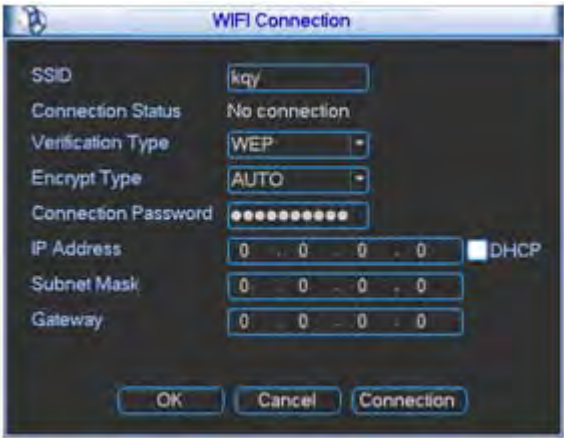 WIFI Connection
SSID kqy
Connection Status No connection
Verification Type WEP
Encrypt Type AUTO
Connection Password ●●●●●●●●●●
IP Address 0 . 0 . 0 . 0 DHCP
Subnet Mask 0 . 0 . 0 . 0
Gateway 0 . 0 . 0 . 0
OK Cancel Connection